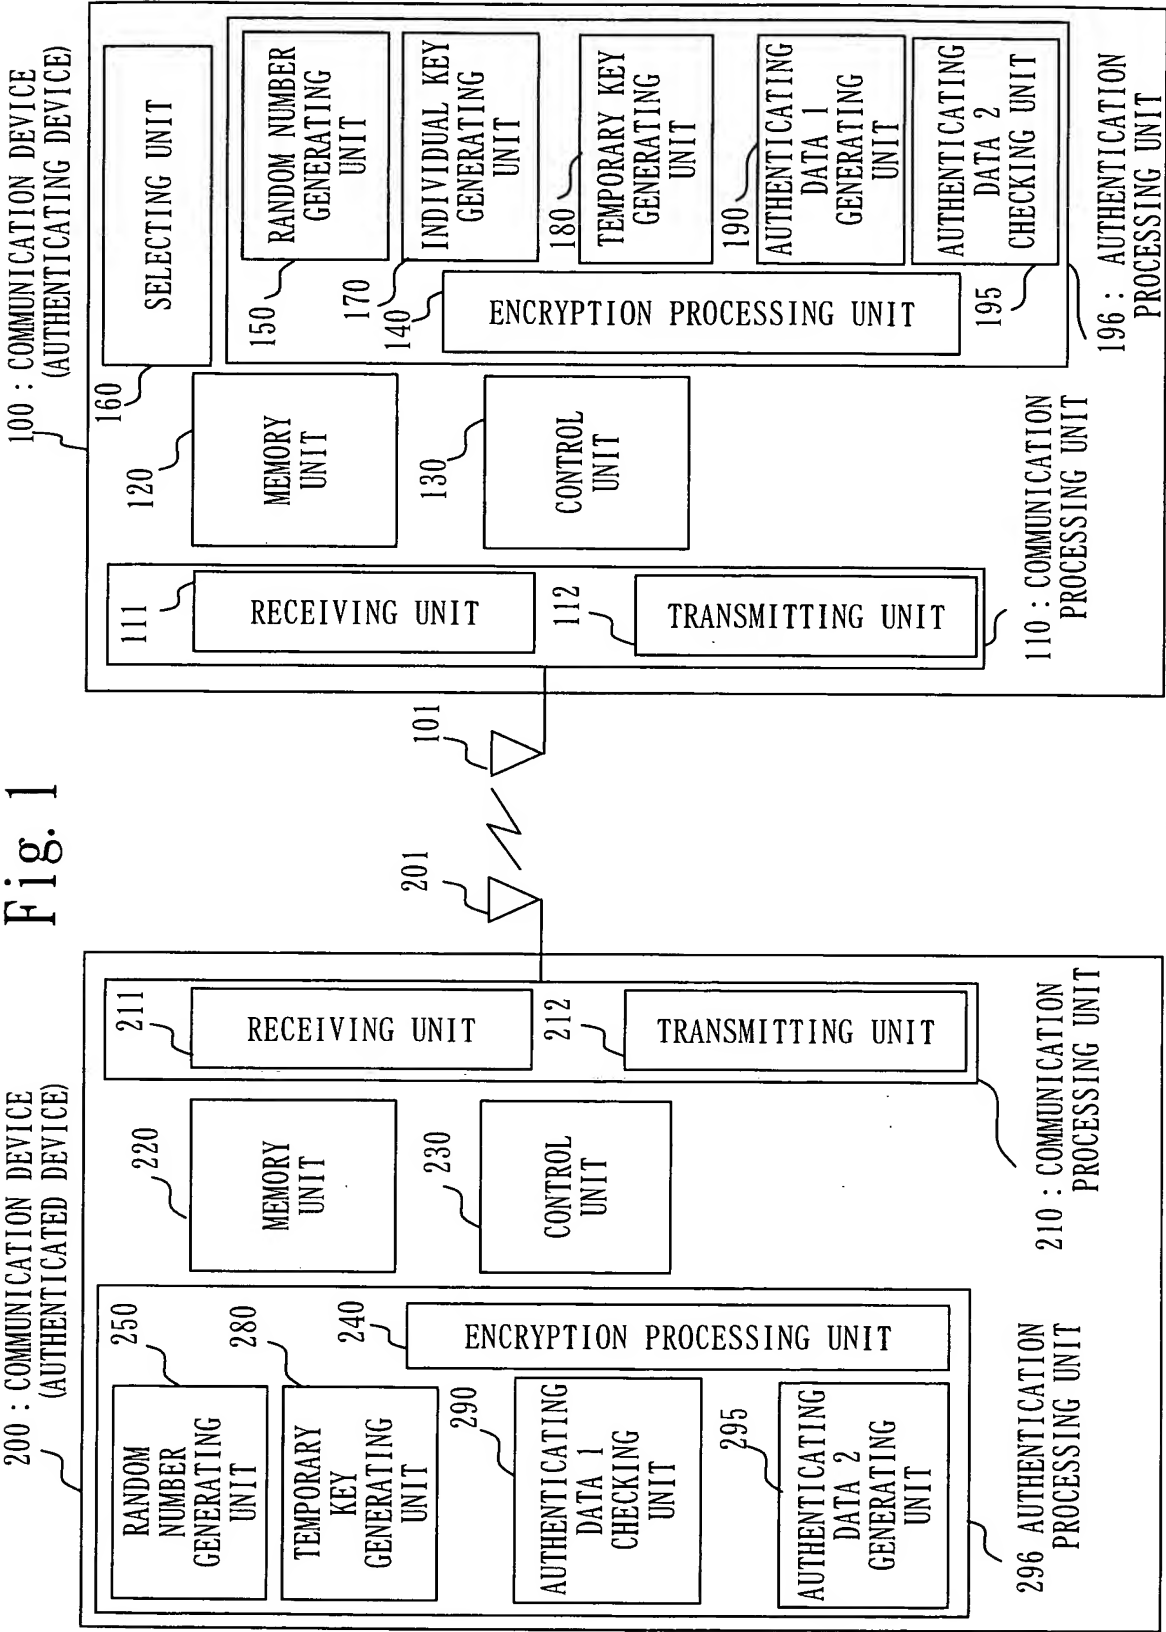 Fig. 1
200 : COMMUNICATION DEVICE
(AUTHENTICATED DEVICE)
250
RANDOM
NUMBER
GENERATING
UNIT
280
TEMPORARY
KEY
GENERATING
UNIT
240
ENCRYPTION PROCESSING UNIT
290
AUTHENTICATING
DATA 1
CHECKING
UNIT
295
AUTHENTICATING
DATA 2
GENERATING
UNIT
296 AUTHENTICATION
PROCESSING UNIT
220
MEMORY
UNIT
230
CONTROL
UNIT
211
RECEIVING UNIT
212
TRANSMITTING UNIT
210 : COMMUNICATION
PROCESSING UNIT
201
101
100 : COMMUNICATION DEVICE
(AUTHENTICATING DEVICE)
111
RECEIVING UNIT
112
TRANSMITTING UNIT
110 : COMMUNICATION
PROCESSING UNIT
120
MEMORY
UNIT
130
CONTROL
UNIT
160
SELECTING UNIT
150
RANDOM NUMBER
GENERATING
UNIT
170
INDIVIDUAL KEY
GENERATING
UNIT
140
ENCRYPTION PROCESSING UNIT
180
TEMPORARY KEY
GENERATING
UNIT
190
AUTHENTICATING
DATA 1
GENERATING
UNIT
195
AUTHENTICATING
DATA 2
CHECKING UNIT
196 : AUTHENTICATION
PROCESSING UNIT